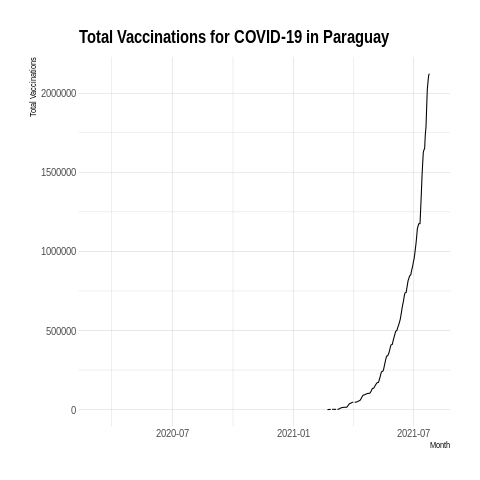 Total Vaccinations for COVID-19 in Paraguay
Total Vaccinations
2000000
1500000
1000000
500000
0
2020-07
2021-01
2021-07
Month